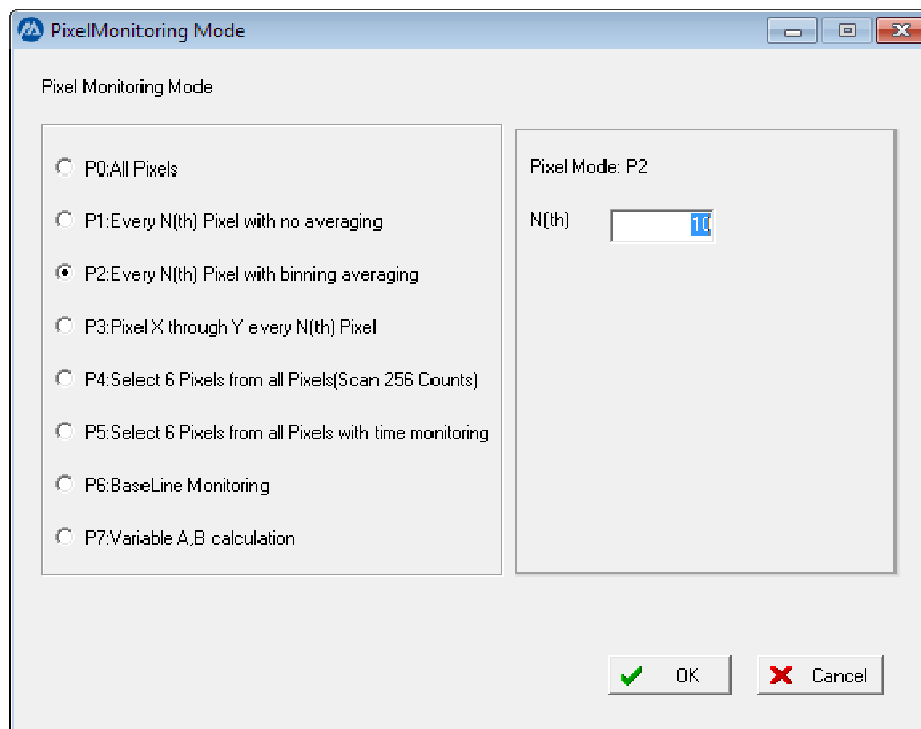 PixelMonitoring Mode
Pixel Monitoring Mode
P0:All Pixels
P1:Every N(th) Pixel with no averaging
P2:Every N(th) Pixel with binning averaging
P3:Pixel X through Y every N(th) Pixel
P4:Select 6 Pixels from all Pixels(Scan 256 Counts)
P5:Select 6 Pixels from all Pixels with time monitoring
P6:BaseLine Monitoring
P7:Variable A,B calculation
Pixel Mode: P2
N(th) 10
OK Cancel